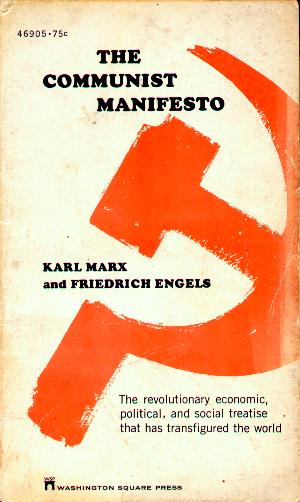 46905·75c
THE
COMMUNIST
MANIFESTO
KARL MARX
and FRIEDRICH ENGELS
The revolutionary economic,
political, and social treatise
that has transfigured the world
WSP
WASHINGTON SQUARE PRESS